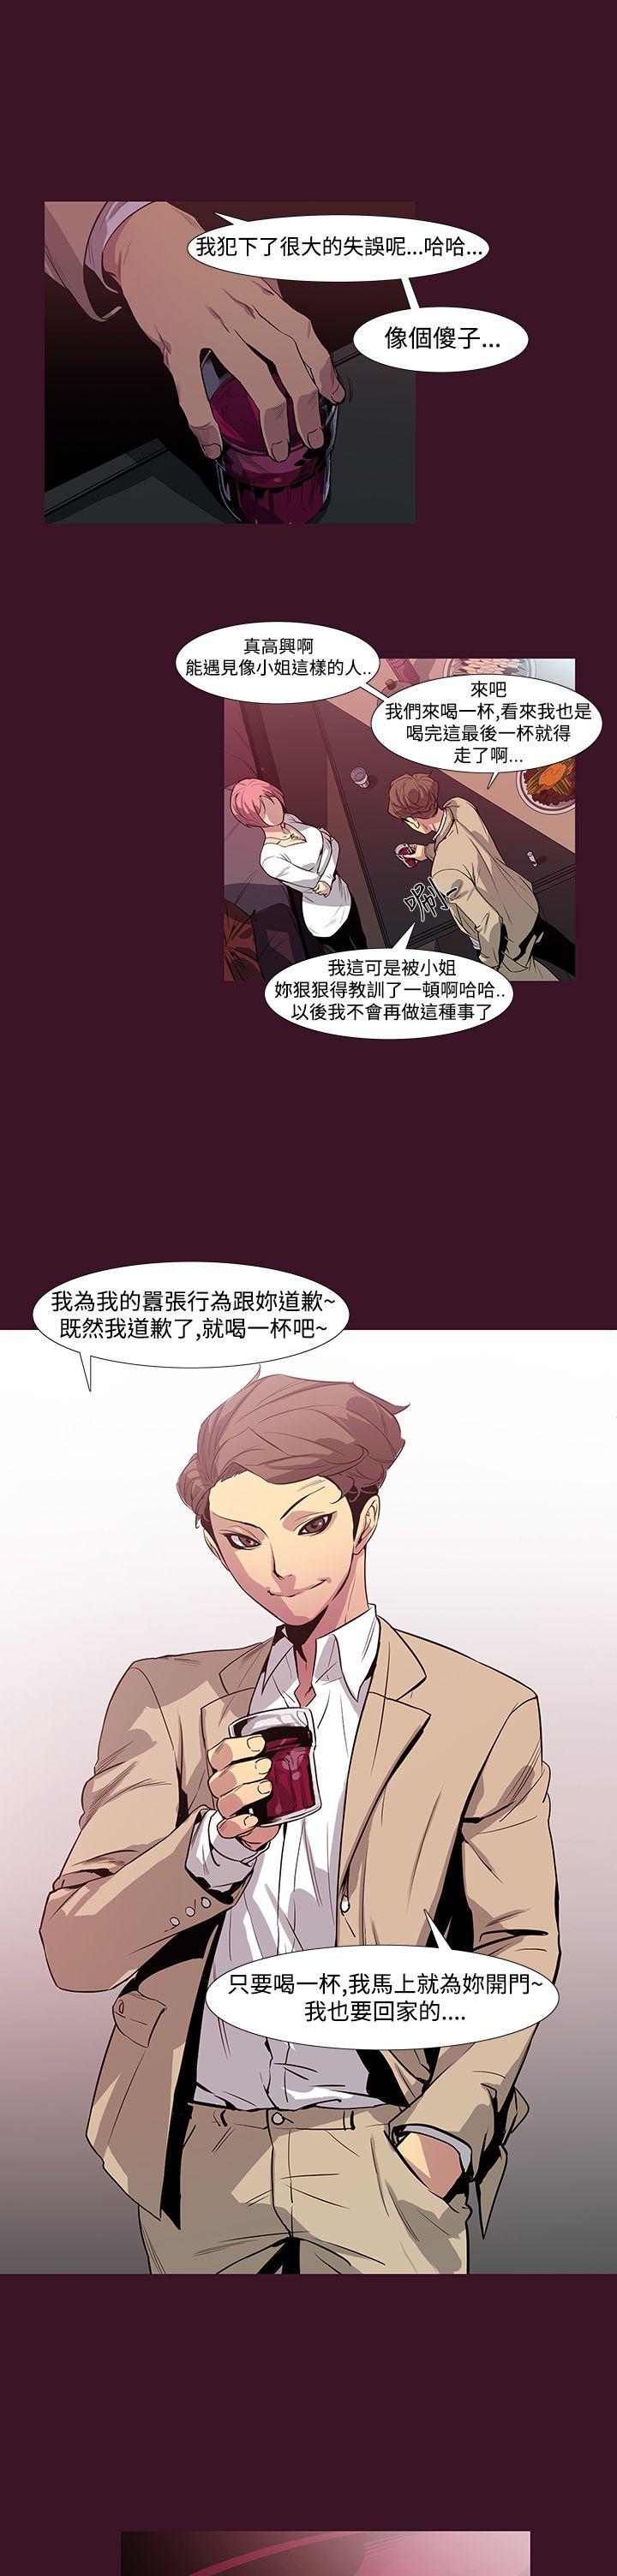 我犯下了很大的失誤呢...哈哈...
像個傻子...
真高興啊
能遇見像小姐這樣的人..
來吧
我們來喝一杯,看來我也是
喝完這最後一杯就得
走了啊...
唰-
我這可是被小姐
妳狠狠得教訓了一頓啊哈哈..
以後我不會再做這種事了
我為我的囂張行為跟妳道歉~
既然我道歉了,就喝一杯吧~
只要喝一杯,我馬上就為妳開門~
我也要回家的....